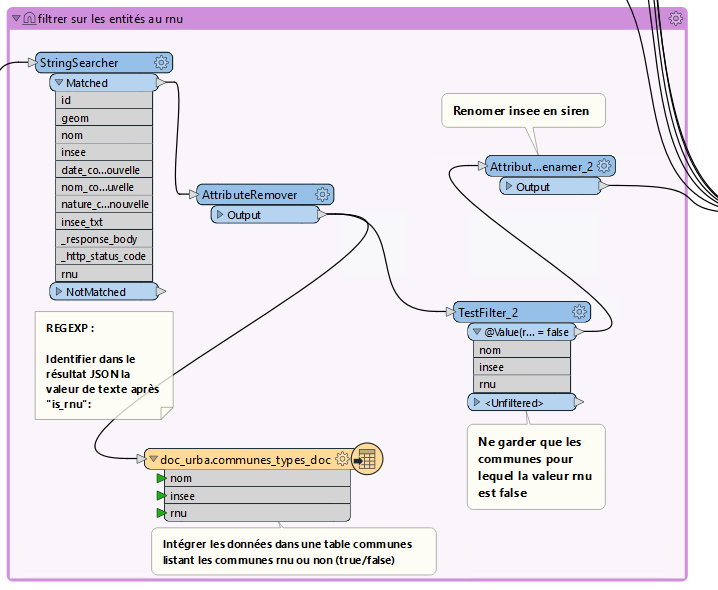 filtrer sur les entités au rnu
StringSearcher
Matched
id
geom
nom
insee
date_co...ouvelle
nom_co...uvelle
nature_c...nouvelle
insee_txt
_response_body
_http_status_code
rnu
NotMatched
REGEXP :
Identifier dans le
résultat JSON la
valeur de texte après
"is_rnu":
AttributeRemover
Output
Renomer insee en siren
Attribut...enamer_2
Output
TestFilter_2
@Value(r... = false
nom
insee
rnu
<Unfiltered>
Ne garder que les
communes pour
lequel la valeur rnu
est false
doc_urba.communes_types_doc
nom
insee
rnu
Intégrer les données dans une table communes
listant les communes rnu ou non (true/false)